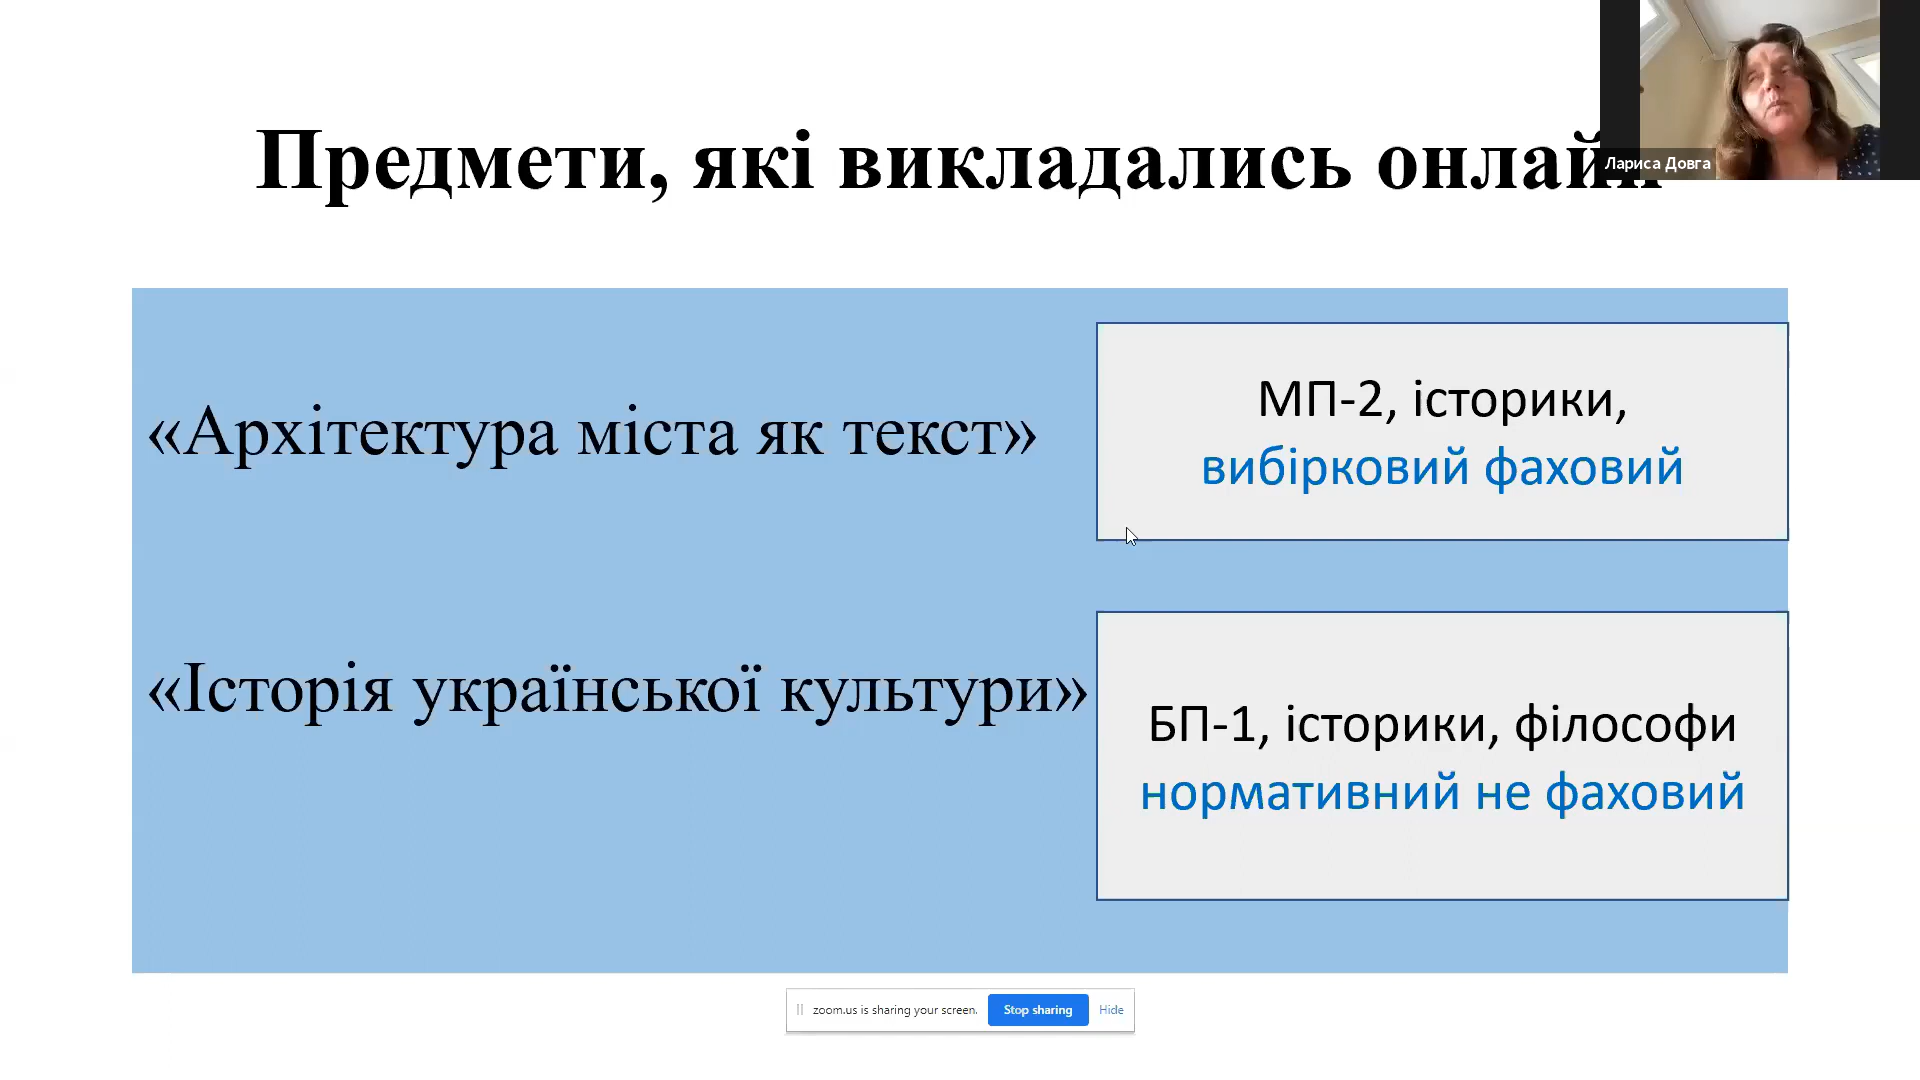 Предмети, які викладались онлайн
Лариса Довга
«Архітектура міста як текст»
МП-2, історики,
вибірковий фаховий
«Історія української культури»
БП-1, історики, філософи
нормативний не фаховий
zoom.us is sharing your screen.
Stop sharing
Hide